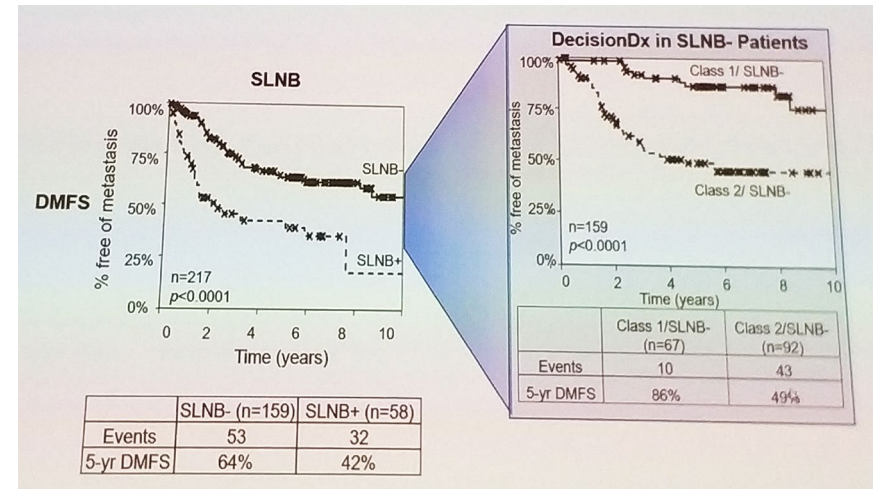 SLNB
DMFS
% free of metastasis
100%
75%
50%
25%
0%
SLNB-
SLNB+
n=217
p<0.0001
0 2 4 6 8 10
Time (years)
SLNB- (n=159) SLNB+ (n=58)
Events 53 32
5-yr DMFS 64% 42%
DecisionDx in SLNB- Patients
% free of metastasis
100%
75%
50%
25%
0%
Class 1/ SLNB-
Class 2/ SLNB-
n=159
p<0.0001
0 2 4 6 8 10
Time (years)
Class 1/SLNB- Class 2/SLNB-
(n=67) (n=92)
Events 10 43
5-yr DMFS 86% 49%